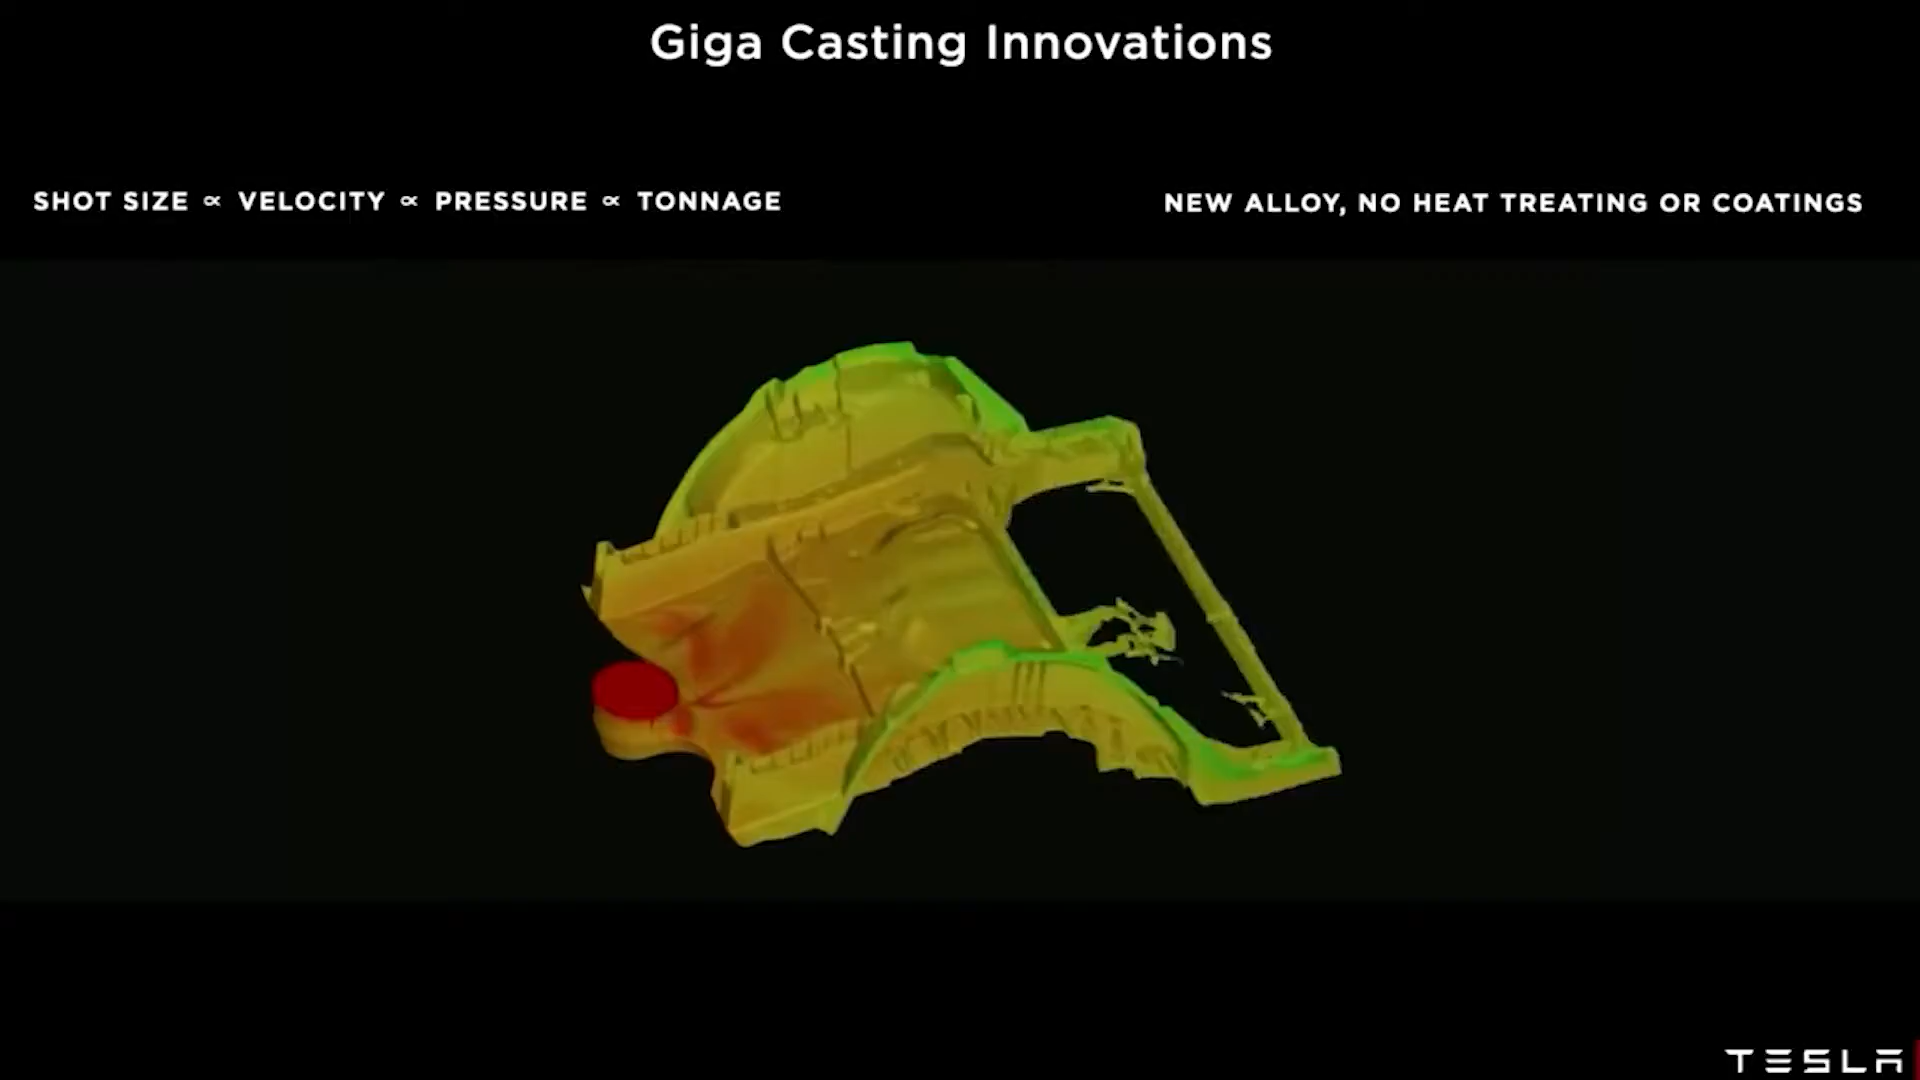 Giga Casting Innovations
SHOT SIZE ∝ VELOCITY ∝ PRESSURE ∝ TONNAGE
NEW ALLOY, NO HEAT TREATING OR COATINGS
TESLA